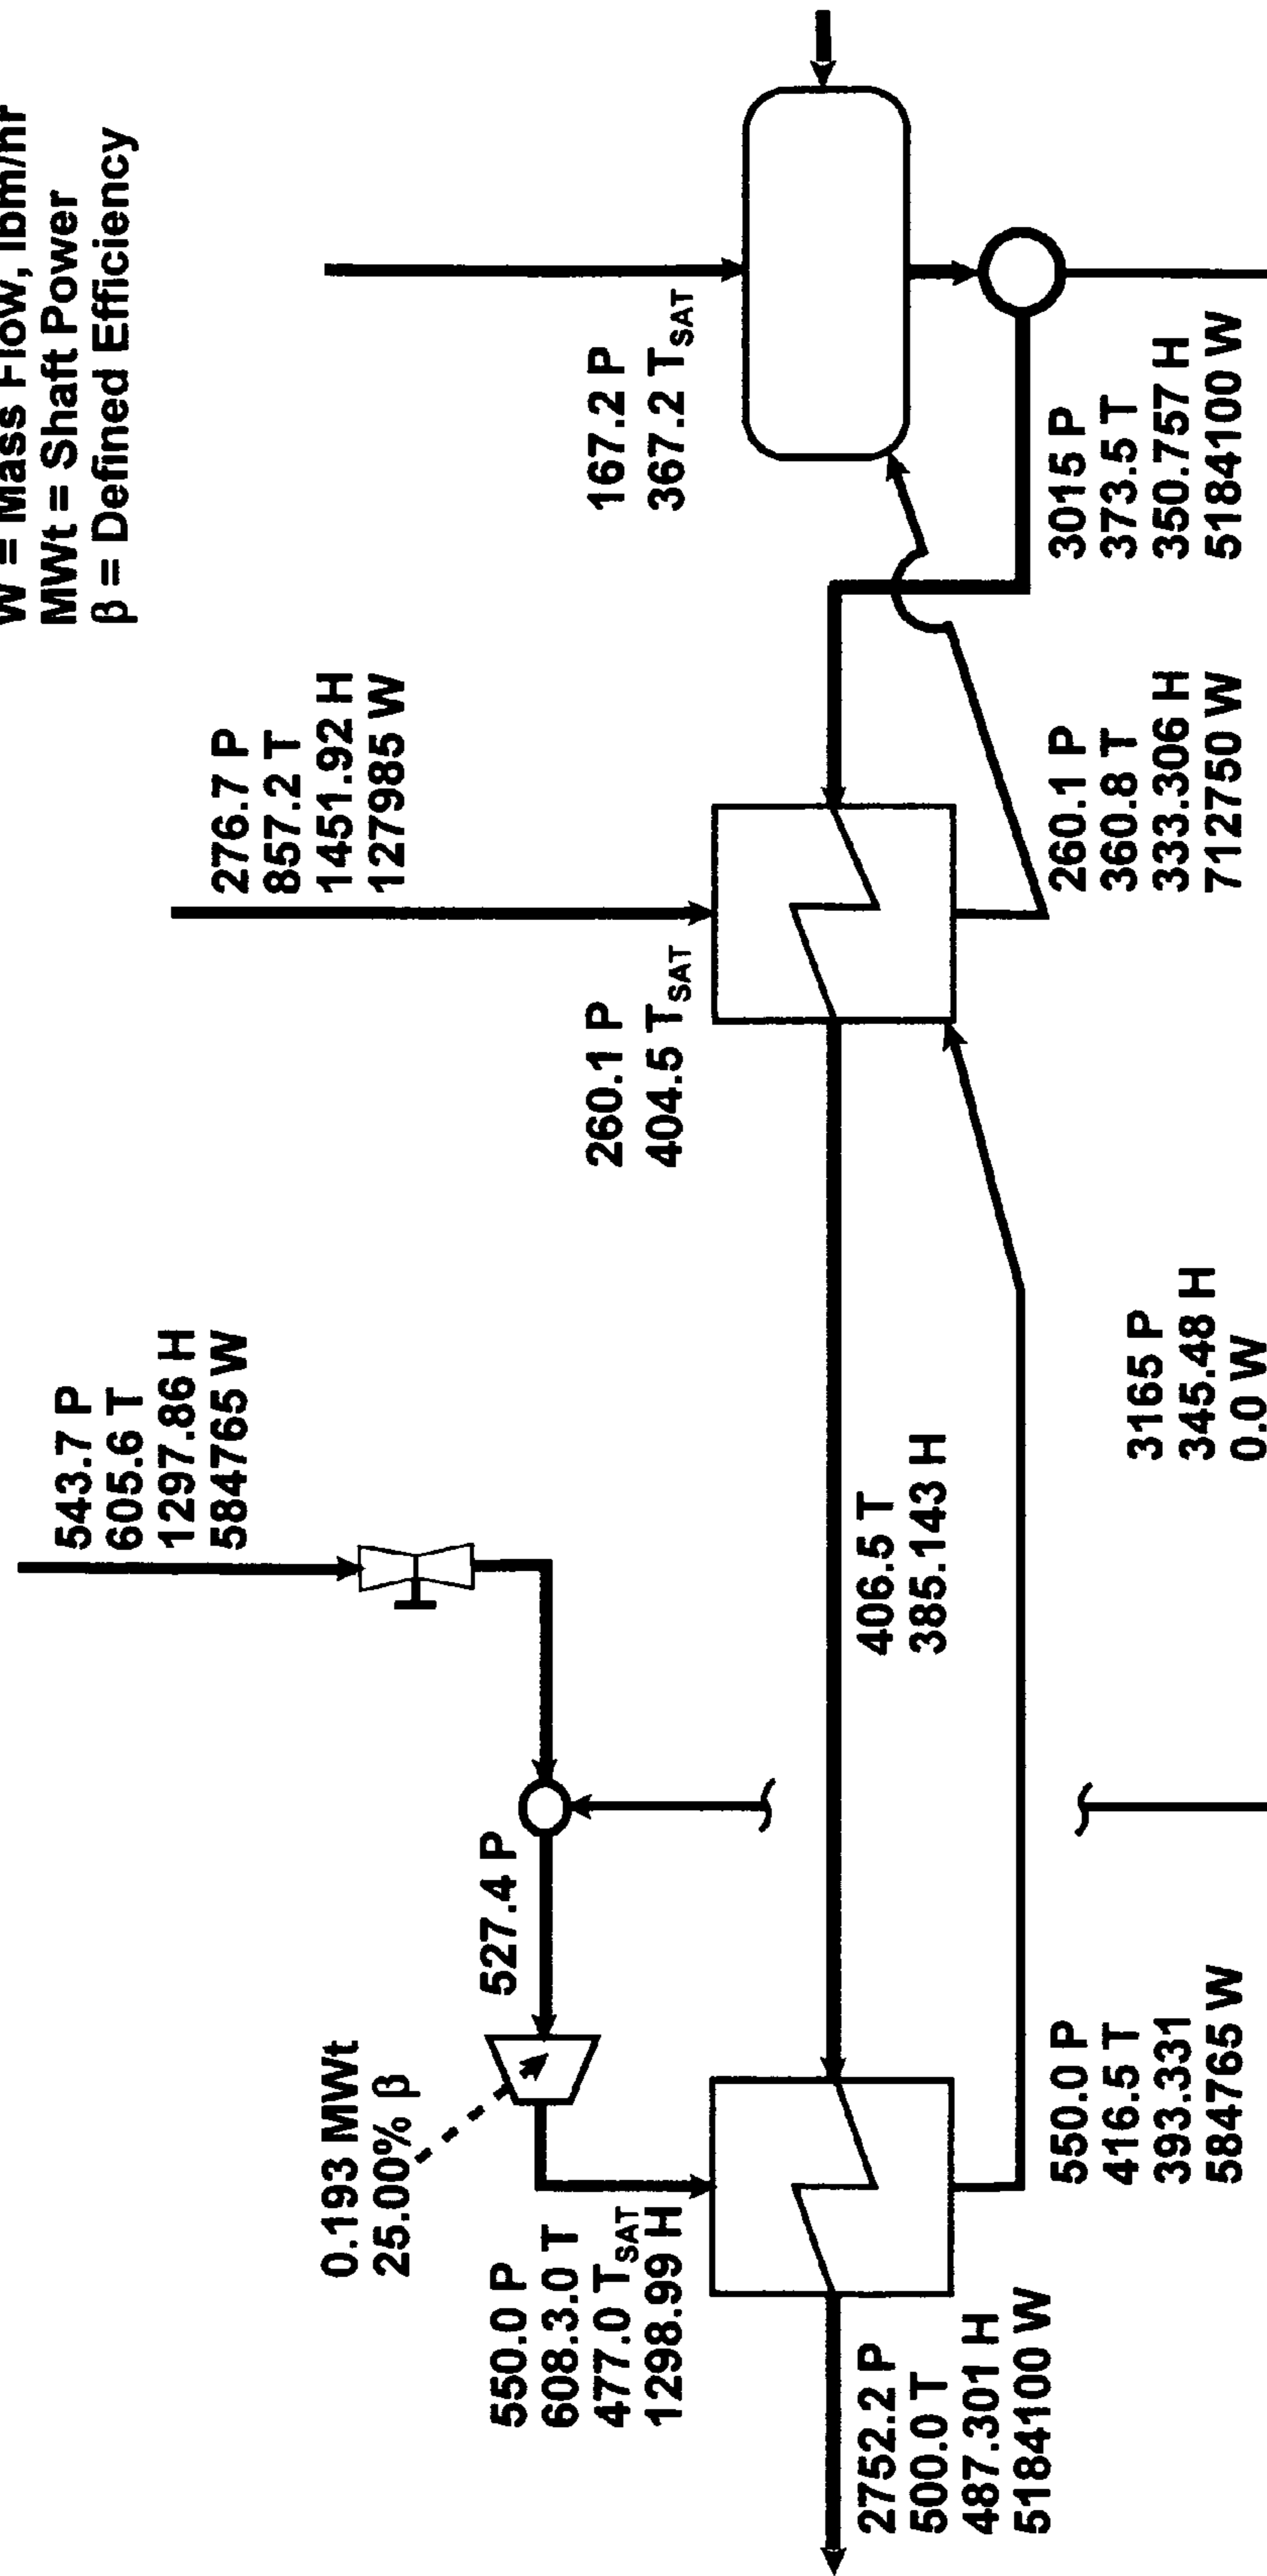 W = Mass Flow, lbm/hr
MWt = Shaft Power
β = Defined Efficiency
543.7 P
605.6 T
1297.86 H
584765 W
276.7 P
857.2 T
1451.92 H
127985 W
0.193 MWt
25.00% β
527.4 P
550.0 P
608.3.0 T
477.0 TSAT
1298.99 H
260.1 P
404.5 TSAT
167.2 P
367.2 TSAT
406.5 T
385.143 H
2752.2 P
500.0 T
487.301 H
5184100 W
550.0 P
416.5 T
393.331
584765 W
3165 P
345.48 H
0.0 W
260.1 P
360.8 T
333.306 H
712750 W
3015 P
373.5 T
350.757 H
5184100 W